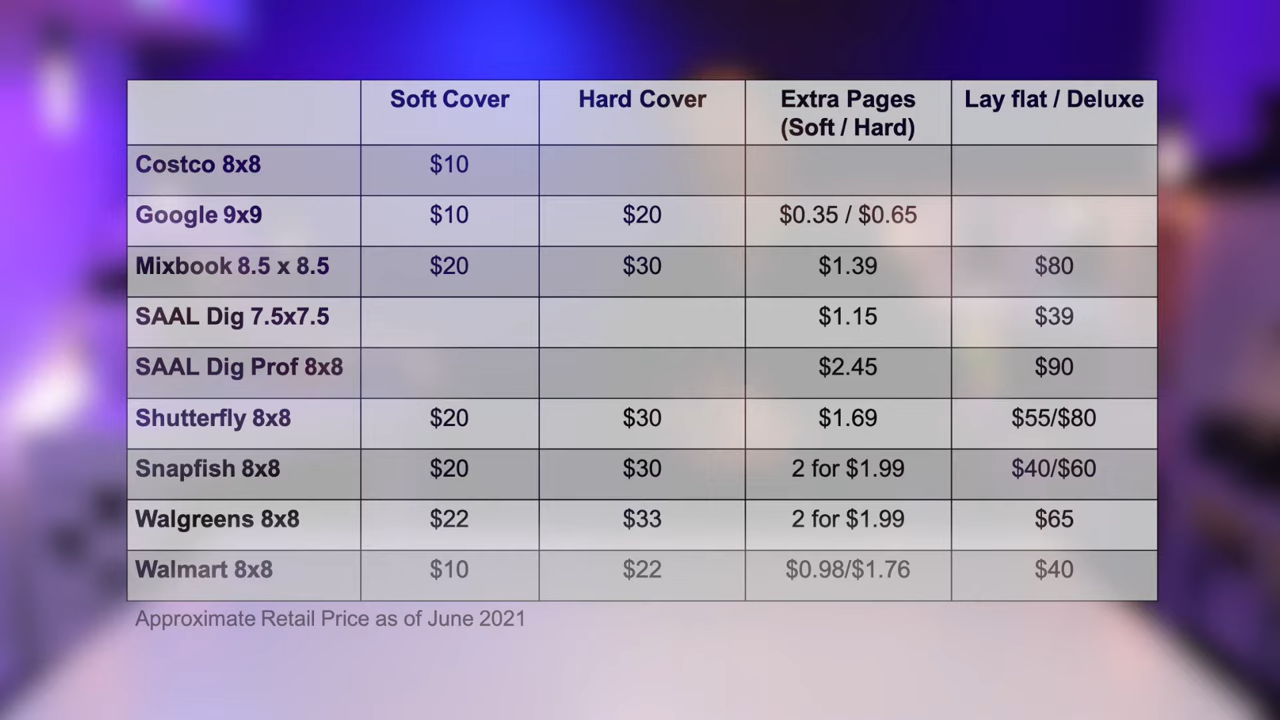 Soft Cover Hard Cover Extra Pages Lay flat / Deluxe
(Soft / Hard)
Costco 8x8 $10
Google 9x9 $10 $20 $0.35 / $0.65
Mixbook 8.5 x 8.5 $20 $30 $1.39 $80
SAAL Dig 7.5x7.5 $1.15 $39
SAAL Dig Prof 8x8 $2.45 $90
Shutterfly 8x8 $20 $30 $1.69 $55/$80
Snapfish 8x8 $20 $30 2 for $1.99 $40/$60
Walgreens 8x8 $22 $33 2 for $1.99 $65
Walmart 8x8 $10 $22 $0.98/$1.76 $40
Approximate Retail Price as of June 2021